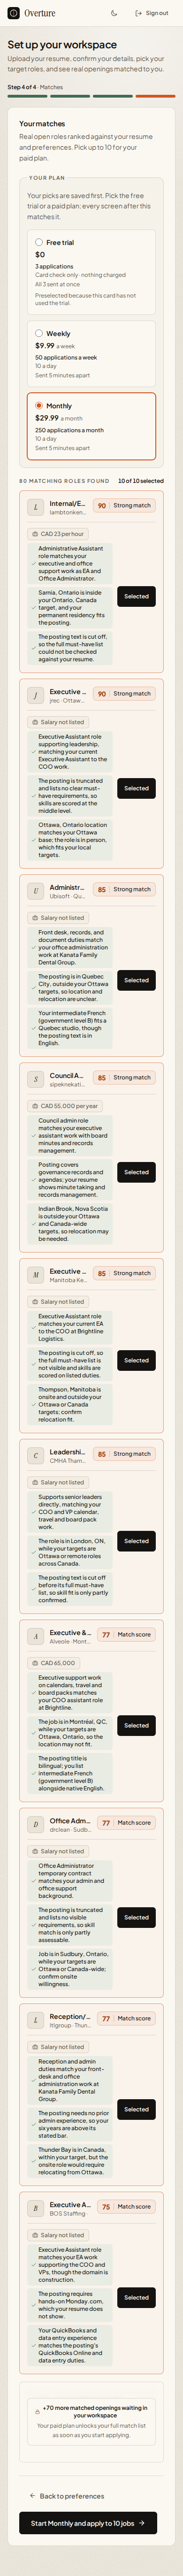 Overture
Sign out
Set up your workspace
Upload your resume, confirm your details, pick your
target roles, and see real openings matched to you.
Step 4 of 4 · Matches
Your matches
Real open roles ranked against your resume
and preferences. Pick up to 10 for your
paid plan.
YOUR PLAN
Your picks are saved first. Price the free
trial or a paid plan; every screen after this
matches it.
Free trial
$0
3 applications
Card check only · nothing charged
All 3 sent at once
Preselected because this card has not
used the trial.
Weekly
$9.99 a week
50 applications a week
10 a day
Sent 5 minutes apart
Monthly
$29.99 a month
250 applications a month
10 a day
Sent 5 minutes apart
80 MATCHING ROLES FOUND
10 of 10 selected
L
Internal/E...
90 Strong match
lambtonken...
CAD 23 per hour
Administrative Assistant
role matches your
executive and office
support work as EA and
Office Administrator.
Sarnia, Ontario is inside
your Ontario, Canada
target, and your
permanent residency fits
the posting.
The posting text is cut off,
so the full must-have list
could not be checked
against your resume.
Selected
J
Executive ...
90 Strong match
jrec · Ottaw...
Salary not listed
Executive Assistant role
supporting leadership,
matching your current
Executive Assistant to the
COO work.
The posting is truncated
and lists no clear must-
have requirements, so
skills are scored at the
middle level.
Ottawa, Ontario location
matches your Ottawa
base; the role is in person,
which fits your local
targets.
Selected
U
Administr...
85 Strong match
Ubisoft · Qu...
Salary not listed
Front desk, records, and
document duties match
your office administration
work at Kanata Family
Dental Group.
The posting is in Quebec
City, outside your Ottawa
targets, so location and
relocation are unclear.
Your intermediate French
(government level B) fits a
Quebec studio, though
the posting text is in
English.
Selected
S
Council A...
85 Strong match
sipeknekati...
CAD 55,000 per year
Council admin role
matches your executive
assistant work with board
minutes and records
management.
Posting covers
governance records and
agendas; your resume
shows minute taking and
records management.
Indian Brook, Nova Scotia
is outside your Ottawa
and Canada-wide
targets, so relocation may
be needed.
Selected
M
Executive ...
85 Strong match
Manitoba Ke...
Salary not listed
Executive Assistant role
matches your current EA
to the COO at Brightline
Logistics.
The posting is cut off, so
the full must-have list is
not visible and skills are
scored on listed duties.
Thompson, Manitoba is
onsite and outside your
Ottawa or Canada
targets; confirm
relocation fit.
Selected
C
Leadershi...
85 Strong match
CMHA Tham...
Salary not listed
Supports senior leaders
directly, matching your
COO and VP calendar,
travel and board pack
work.
The role is in London, ON,
while your targets are
Ottawa or remote roles
across Canada.
The posting text is cut off
before its full must-have
list, so skill fit is only partly
confirmed.
Selected
A
Executive &...
77 Match score
Alveole · Mont...
CAD 65,000
Executive support work
on calendars, travel and
board packs matches
your COO assistant role
at Brightline.
The job is in Montréal, QC,
while your targets are
Ottawa, Ontario, so the
location may not fit.
The posting title is
bilingual; you list
intermediate French
(government level B)
alongside native English.
Selected
D
Office Adm...
77 Match score
drclean · Sudb...
Salary not listed
Office Administrator
temporary contract
matches your admin and
office support
background.
The posting is truncated
and lists no visible
requirements, so skill
match is only partly
assessable.
Job is in Sudbury, Ontario,
while your targets are
Ottawa or Canada-wide;
confirm onsite
willingness.
Selected
L
Reception/...
77 Match score
ltlgroup · Thun...
Salary not listed
Reception and admin
duties match your front-
desk and office
administration work at
Kanata Family Dental
Group.
The posting needs no prior
admin experience, so your
six years are above its
stated bar.
Thunder Bay is in Canada,
within your target, but the
onsite role would require
relocating from Ottawa.
Selected
B
Executive A...
75 Match score
BOS Staffing ·
Salary not listed
Executive Assistant role
matches your EA work
supporting the COO and
VPs, though the domain is
construction.
The posting requires
hands-on Monday.com,
which your resume does
not show.
Your QuickBooks and
data entry experience
matches the posting's
QuickBooks Online and
data entry duties.
Selected
+70 more matched openings waiting in
your workspace
Your paid plan unlocks your full match list
as soon as you start applying.
Back to preferences
Start Monthly and apply to 10 jobs